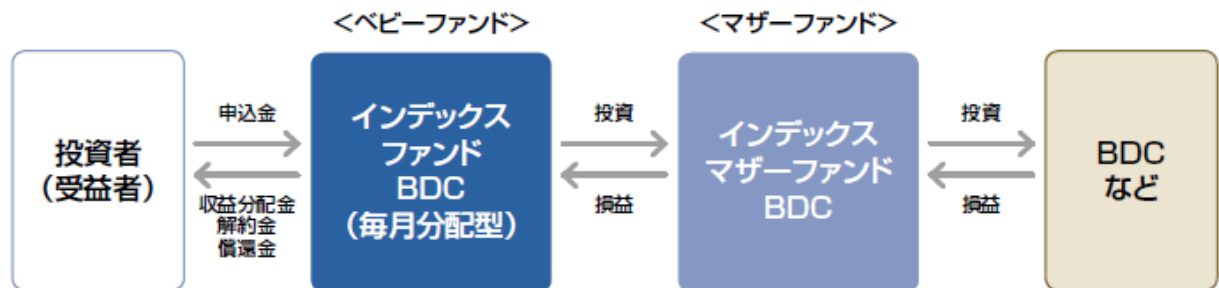 <ベビーファンド>
<マザーファンド>
投資者
(受益者)
申込金
収益分配金
解約金
償還金
インデックス
ファンド
BDC
(毎月分配型)
投資
損益
インデックス
マザーファンド
BDC
投資
損益
BDC
など